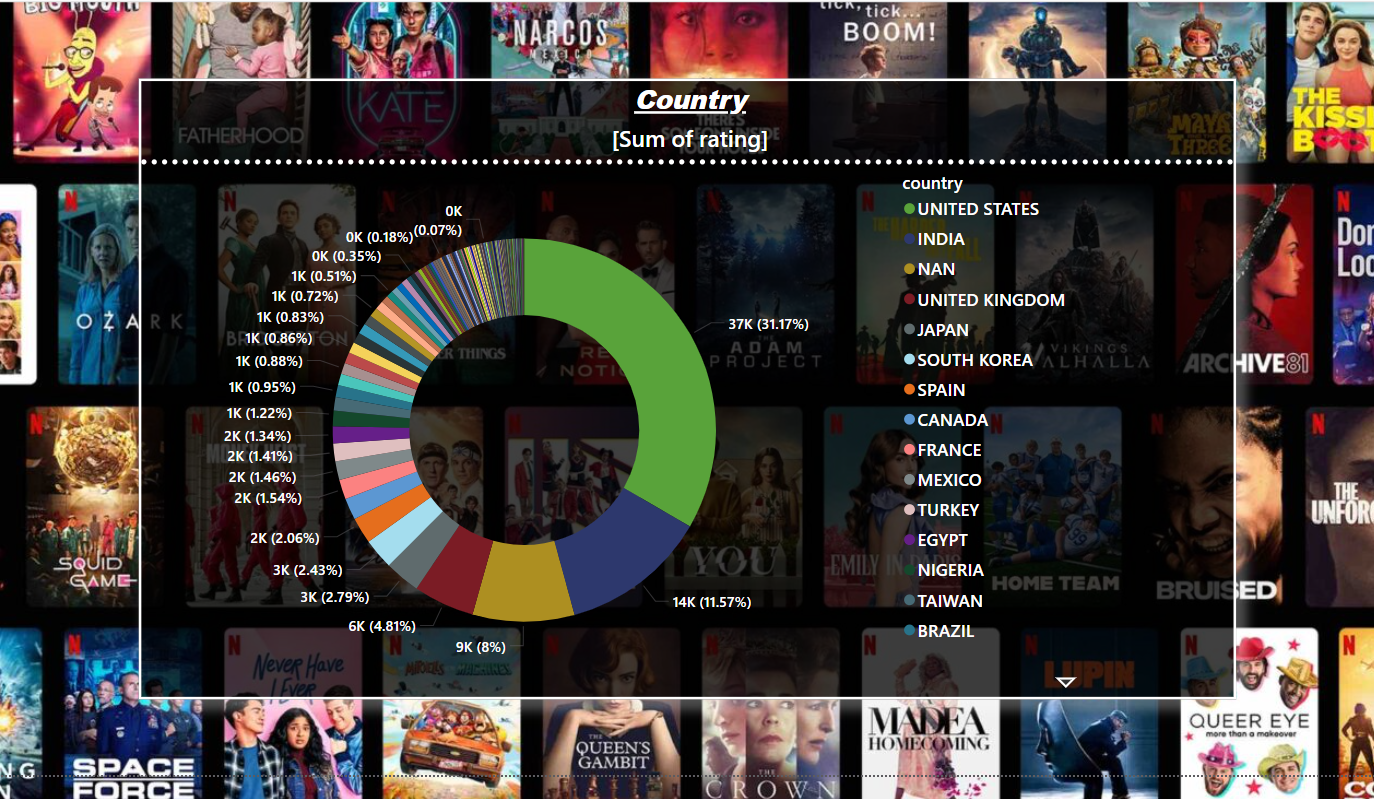 BIG MOUTH
FATHERHOOD
KATE
NARCOS
MEXICO
tick, tick...
BOOM!
THE
KISSI
BOOTH
Country
[Sum of rating]
OZARK
THE
ADAM
PROJECT
VIKINGS
VALHALLA
ARCHIVE 81
country
UNITED STATES
INDIA
NAN
UNITED KINGDOM
JAPAN
SOUTH KOREA
SPAIN
CANADA
FRANCE
MEXICO
TURKEY
EGYPT
NIGERIA
TAIWAN
BRAZIL
0K
(0.07%)
0K (0.18%)
0K (0.35%)
1K (0.51%)
1K (0.72%)
1K (0.83%)
1K (0.86%)
1K (0.88%)
1K (0.95%)
1K (1.22%)
2K (1.34%)
2K (1.41%)
2K (1.46%)
2K (1.54%)
2K (2.06%)
3K (2.43%)
3K (2.79%)
6K (4.81%)
9K (8%)
14K (11.57%)
37K (31.17%)
SQUID
GAME
YOU
EMILY IN PARIS
HOME TEAM
BRUISED
THE
SPACE
FORCE
Never Have
I Ever
THE
QUEEN'S
GAMBIT
THE
CROWN
MADEA
HOMECOMING
LUPIN
QUEER EYE
more than a makeover